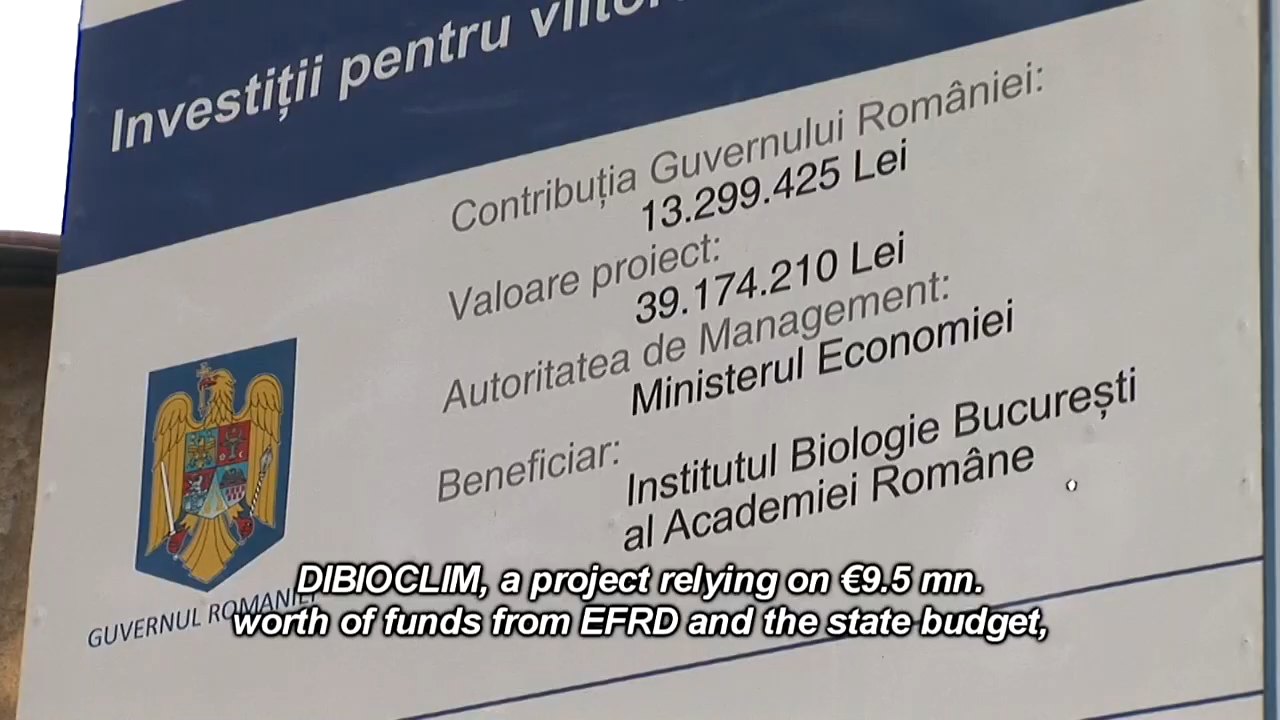 Investiții pentru
Contribuția Guvernului României:
13.299.425 Lei
Valoare proiect:
39.174.210 Lei
Autoritatea de Management:
Ministerul Economiei
Beneficiar:
Institutul Biologie București
al Academiei Române
GUVERNUL ROMÂNIEI
DIBIOCLIM, a project relying on €9.5 mn.
worth of funds from EFRD and the state budget,